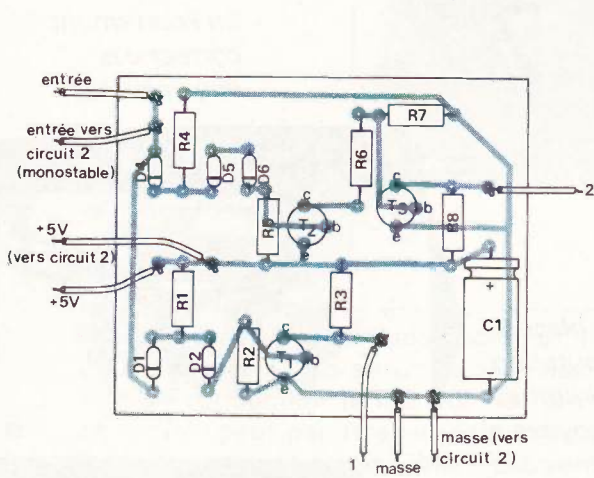 entrée
entrée vers
circuit 2
(monostable)
+5V
(vers circuit 2)
+5V
R4
D4
D5
D6
R5
R6
R7
R8
c
T2
b
e
c
T3
b
e
2
R1
R3
+
C1
-
D1
D2
R2
c
T1
b
e
1
masse
masse (vers
circuit 2)